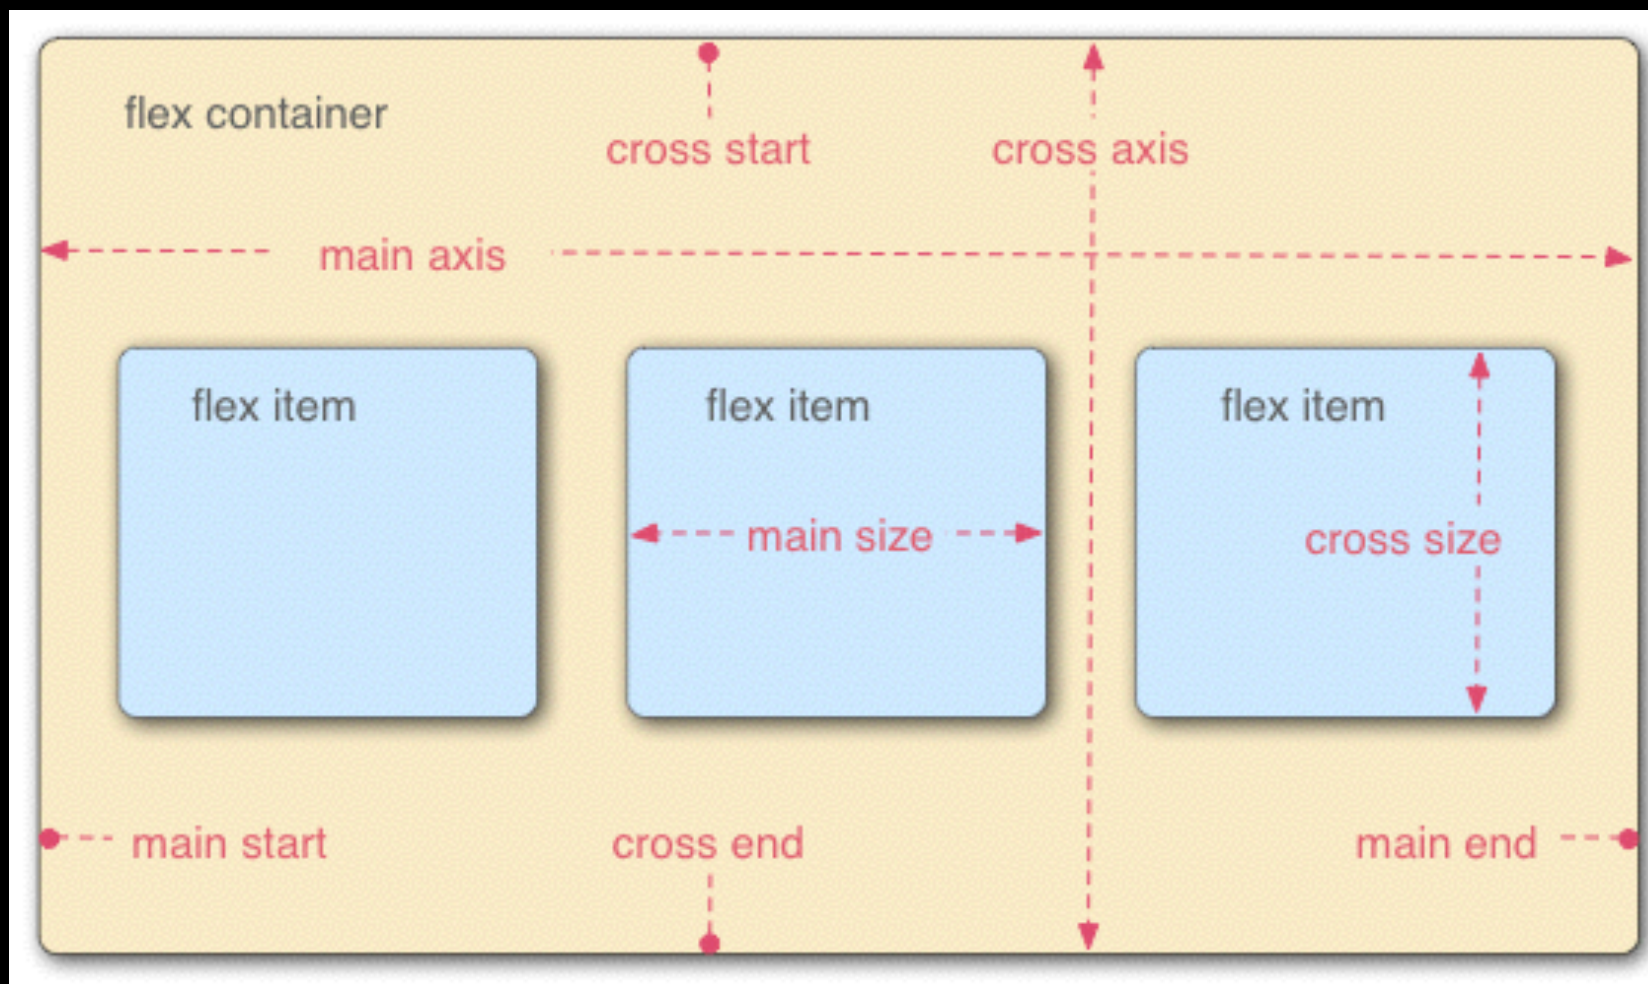 flex container
cross start
cross axis
main axis
flex item
flex item
flex item
main size
cross size
main start
cross end
main end